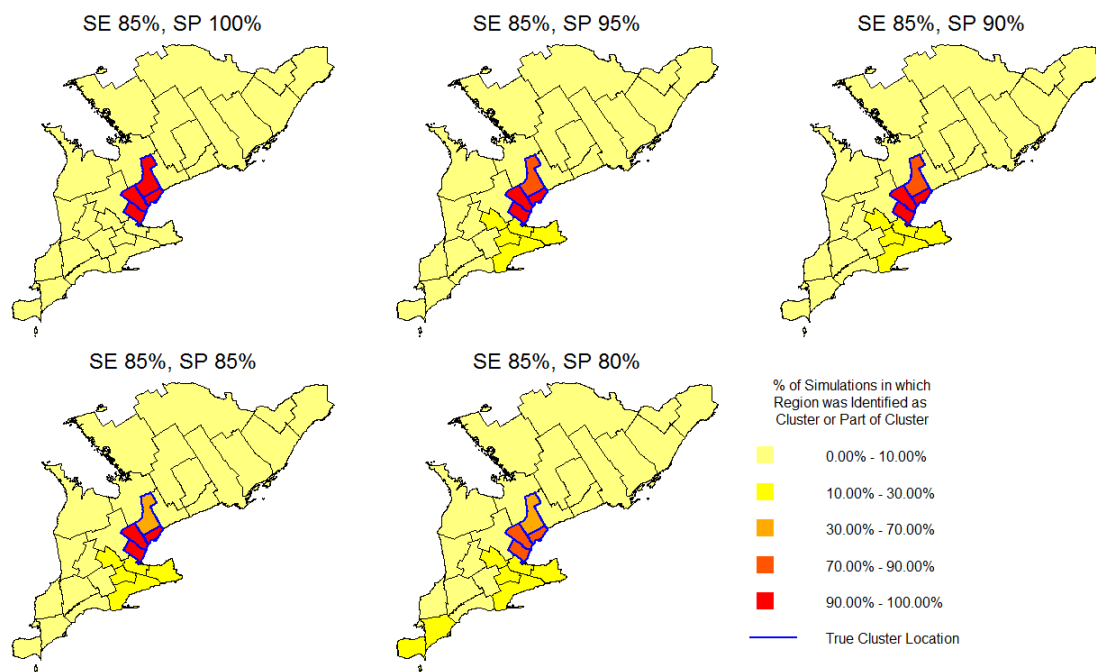 SE 85%, SP 100%
SE 85%, SP 95%
SE 85%, SP 90%
SE 85%, SP 85%
SE 85%, SP 80%
% of Simulations in which
Region was Identified as
Cluster or Part of Cluster
0.00% - 10.00%
10.00% - 30.00%
30.00% - 70.00%
70.00% - 90.00%
90.00% - 100.00%
True Cluster Location